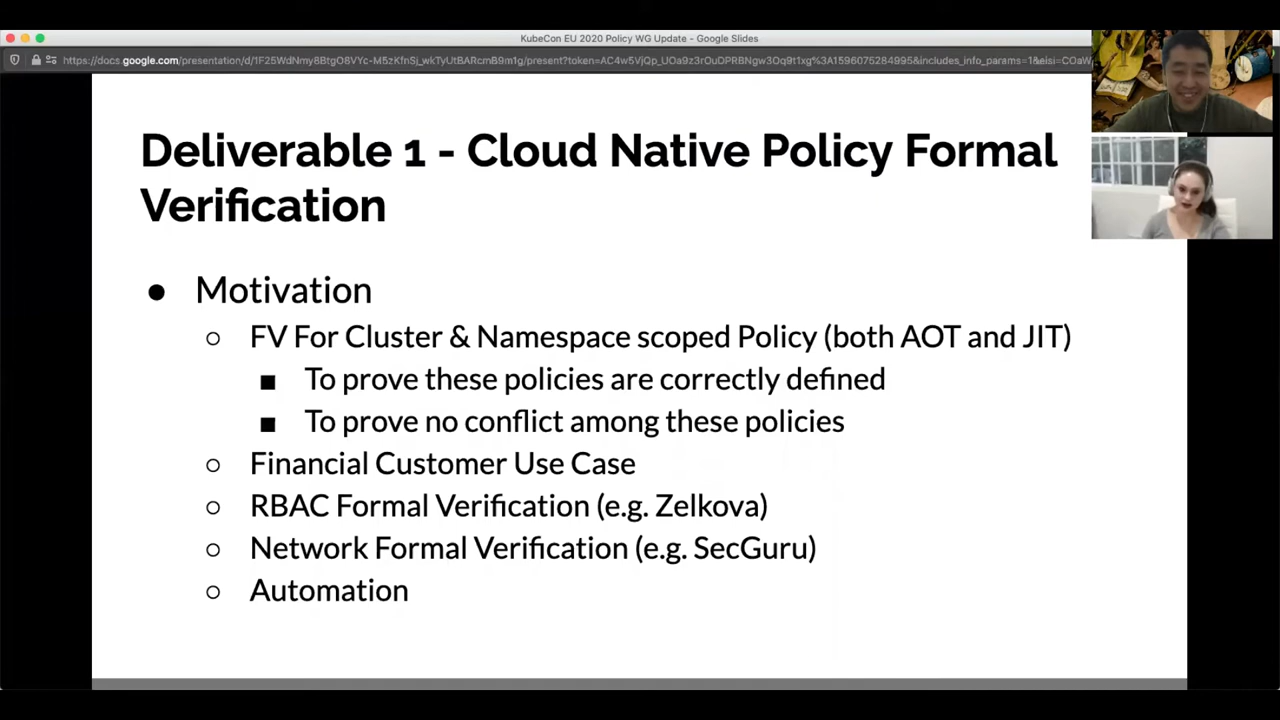 KubeCon EU 2020 Policy WG Update - Google Slides
Deliverable 1 - Cloud Native Policy Formal
Verification
● Motivation
○ FV For Cluster & Namespace scoped Policy (both AOT and JIT)
■ To prove these policies are correctly defined
■ To prove no conflict among these policies
○ Financial Customer Use Case
○ RBAC Formal Verification (e.g. Zelkova)
○ Network Formal Verification (e.g. SecGuru)
○ Automation